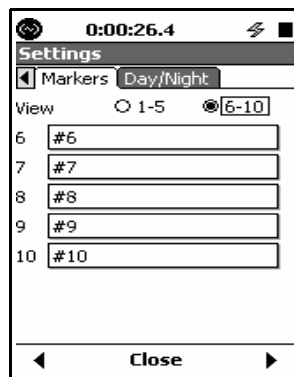 0:00:26.4
Settings
Markers Day/Night
View 1-5 6-10
6 #6
7 #7
8 #8
9 #9
10 #10
Close